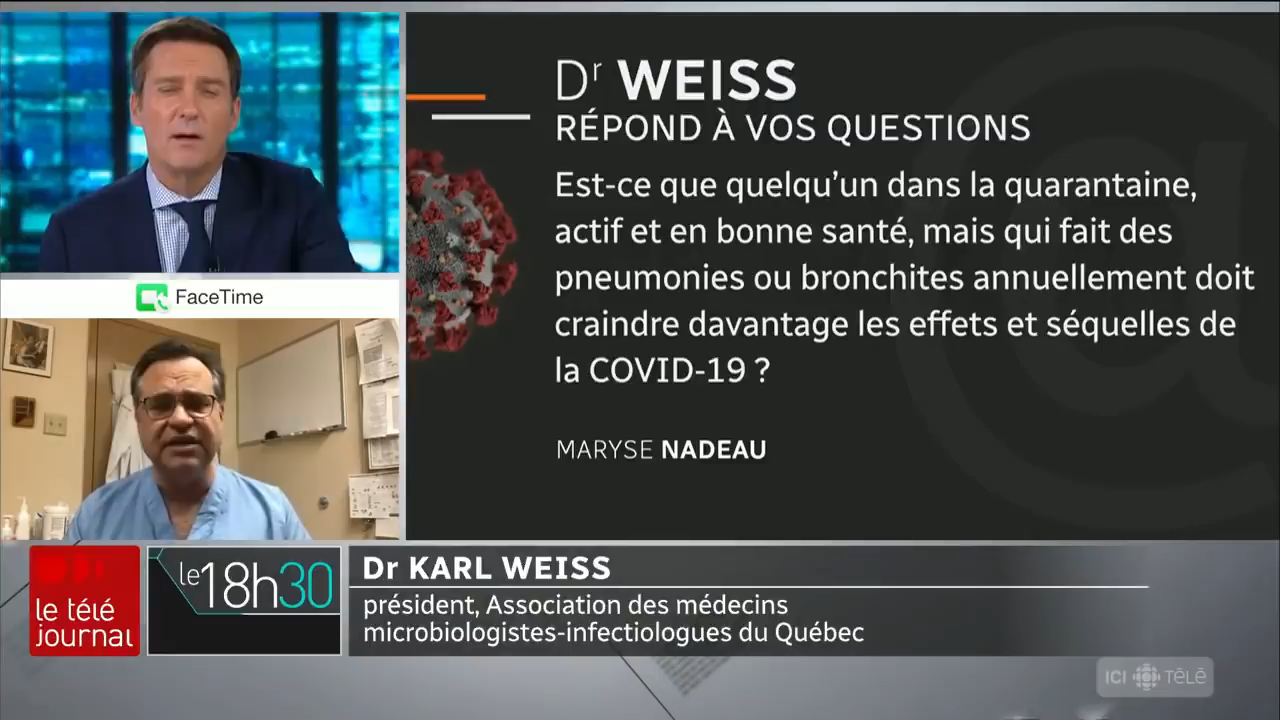 Dr WEISS
RÉPOND À VOS QUESTIONS
Est-ce que quelqu'un dans la quarantaine,
actif et en bonne santé, mais qui fait des
pneumonies ou bronchites annuellement doit
craindre davantage les effets et séquelles de
la COVID-19 ?
MARYSE NADEAU
FaceTime
le télé
journal
le 18h30
Dr KARL WEISS
président, Association des médecins
microbiologistes-infectiologues du Québec
ICI TÉLÉ